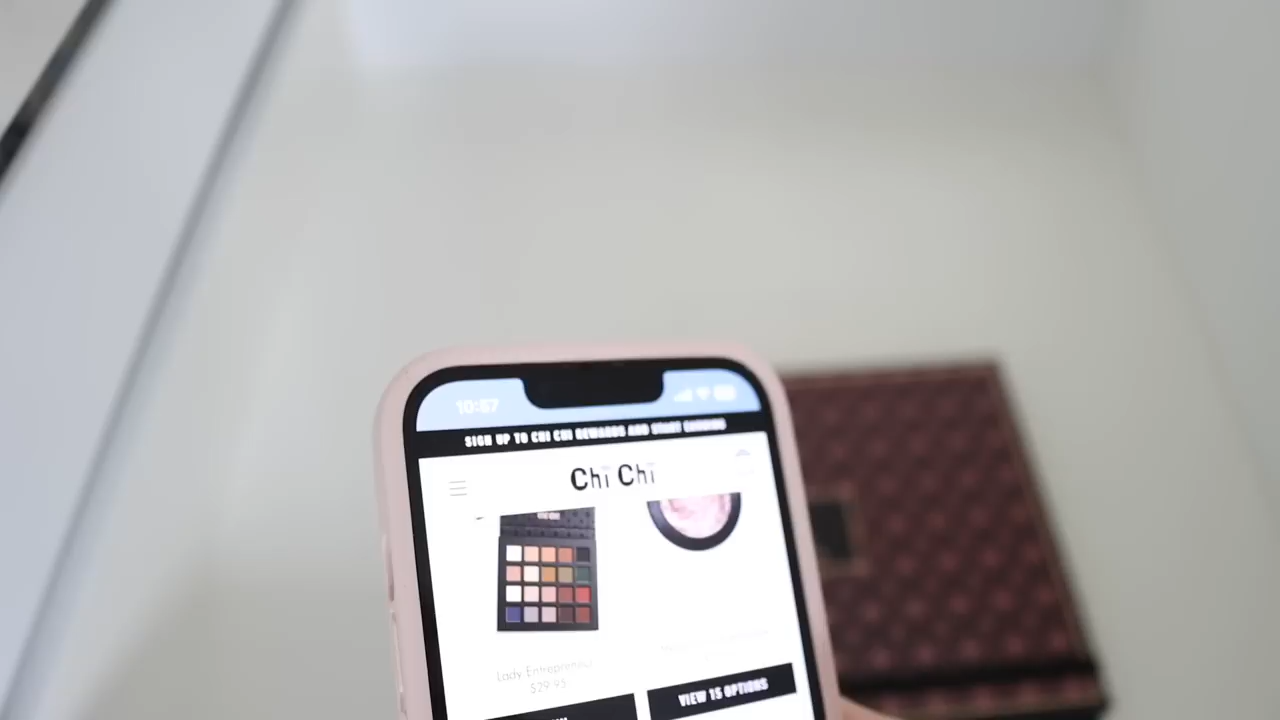 10:57
SIGN UP TO CHI CHI REWARDS AND START EARNING
Chi Chi
Lady Entrepreneur
$29.95
VIEW 15 OPTIONS